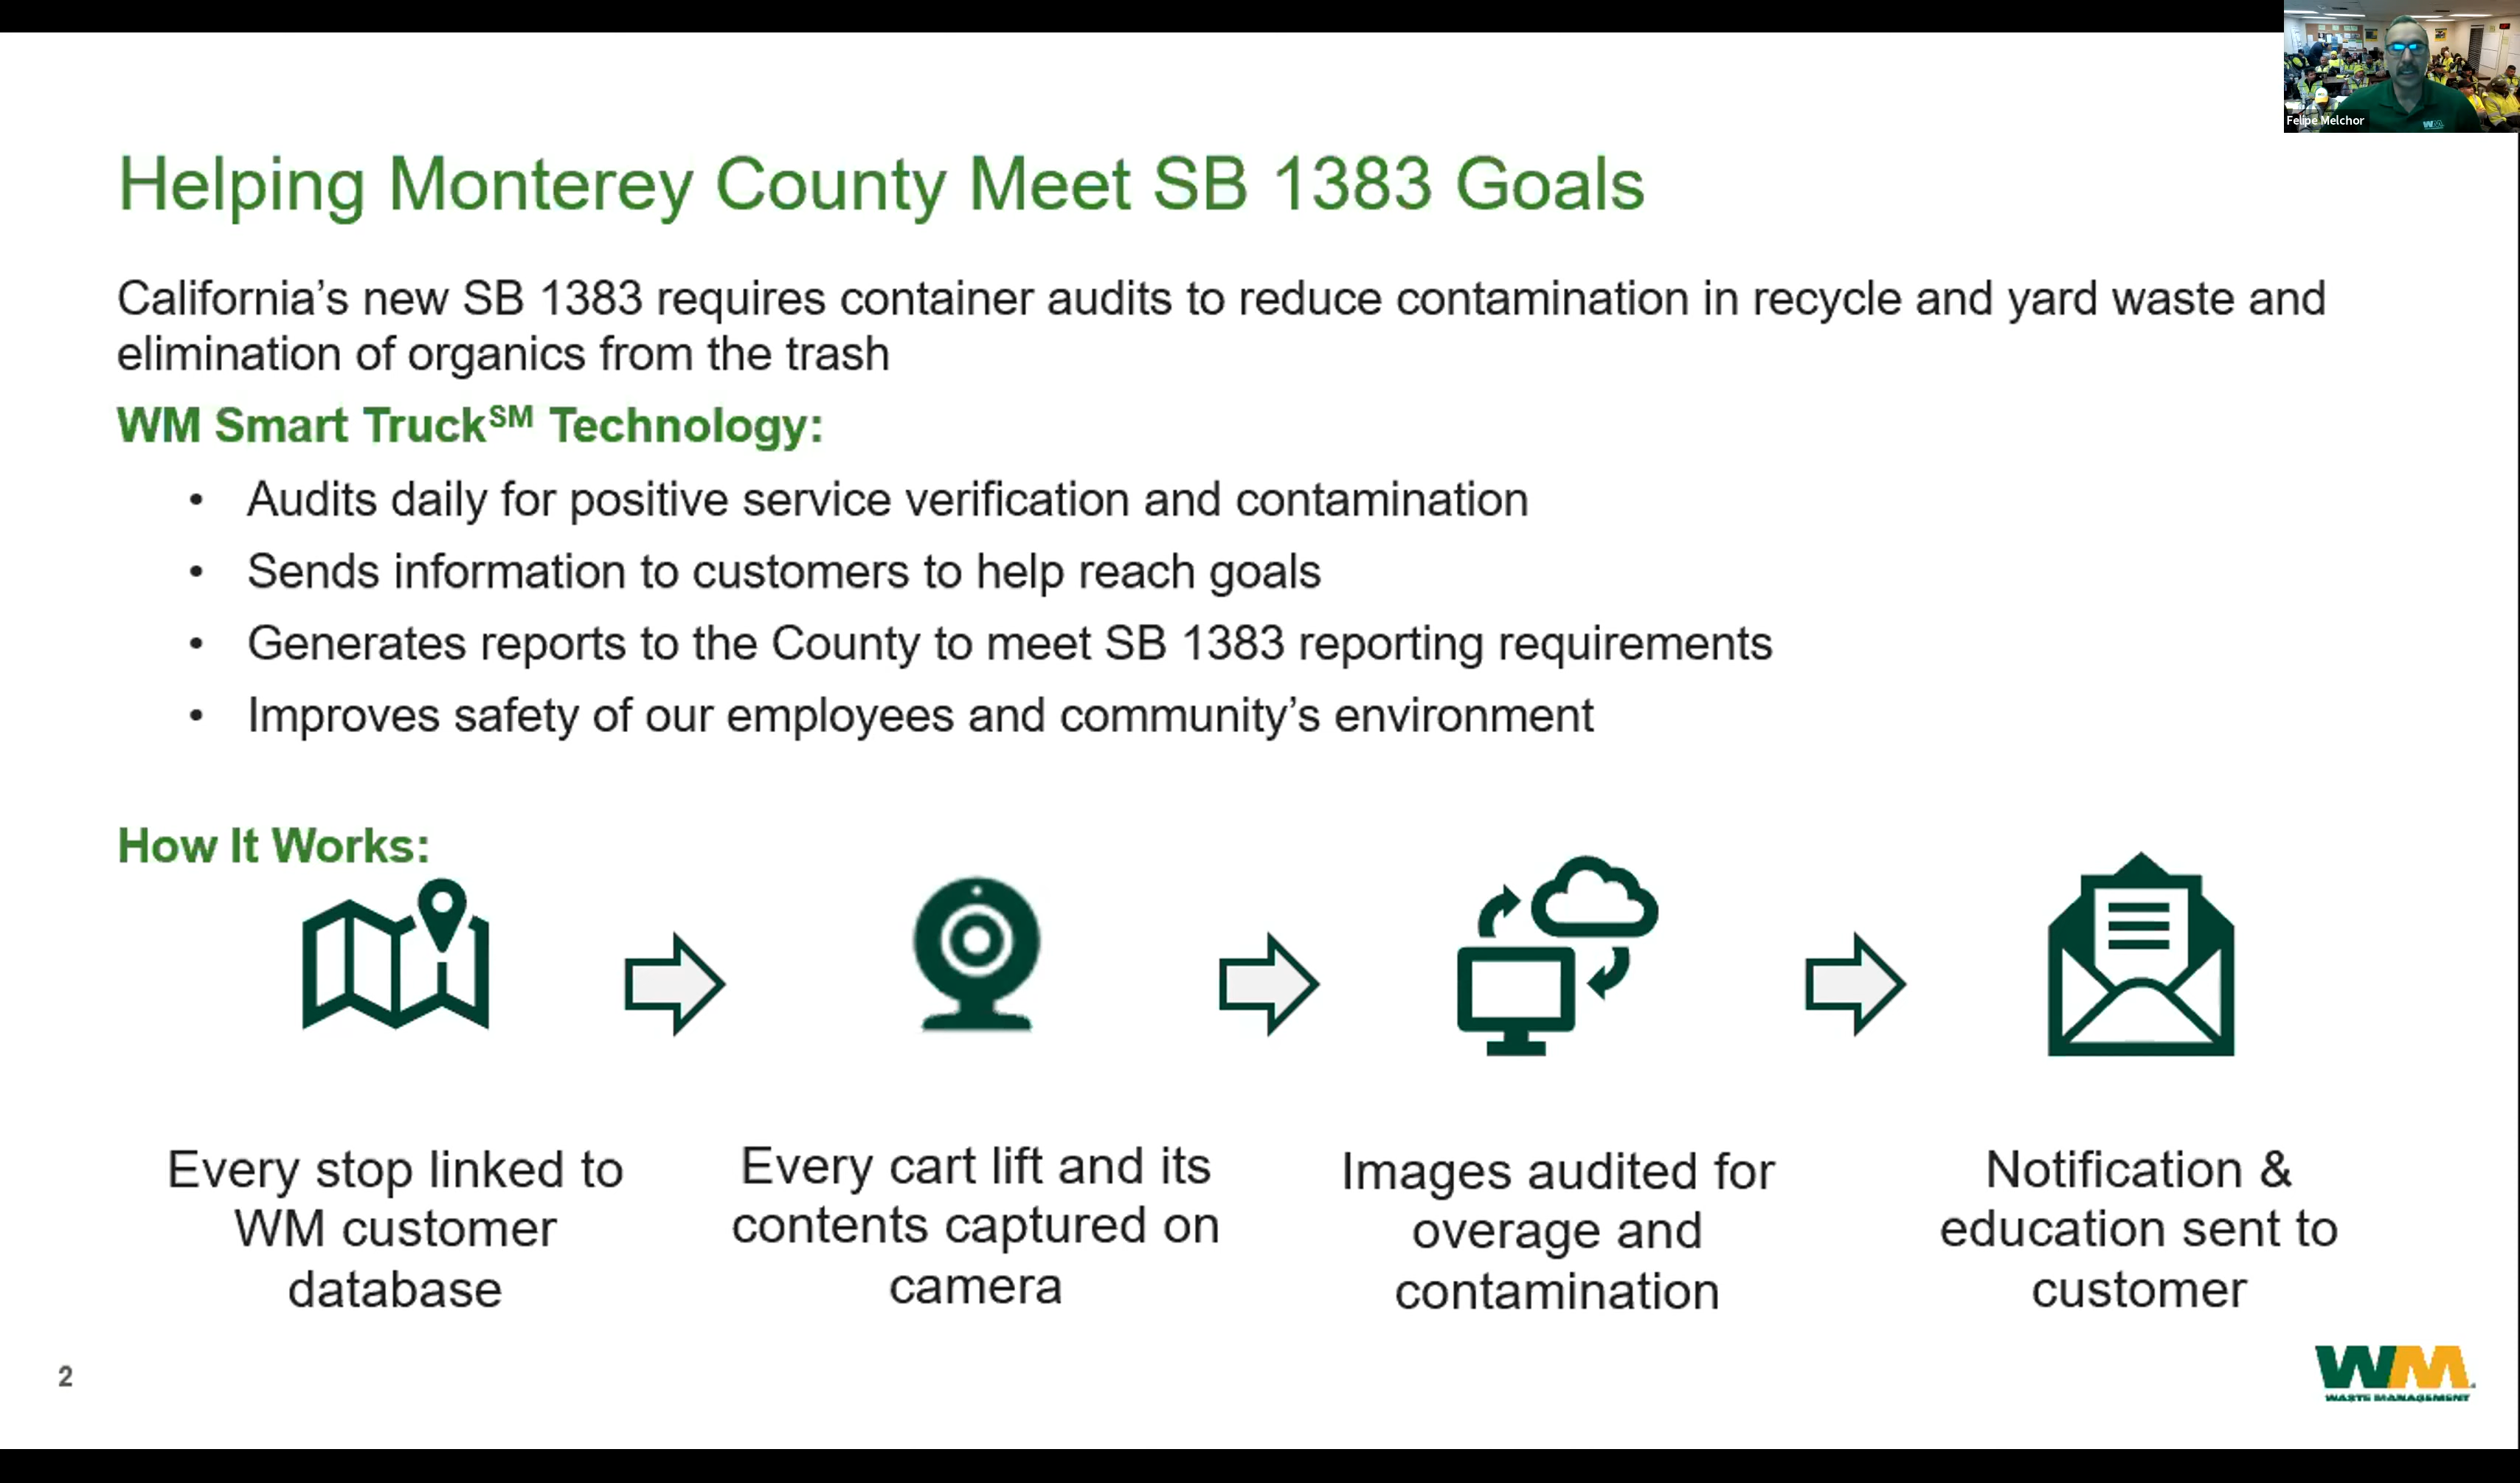 Felipe Melchor
WM
Helping Monterey County Meet SB 1383 Goals
California’s new SB 1383 requires container audits to reduce contamination in recycle and yard waste and
elimination of organics from the trash
WM Smart Truck℠ Technology:
• Audits daily for positive service verification and contamination
• Sends information to customers to help reach goals
• Generates reports to the County to meet SB 1383 reporting requirements
• Improves safety of our employees and community’s environment
How It Works:
Every stop linked to
WM customer
database
Every cart lift and its
contents captured on
camera
Images audited for
overage and
contamination
Notification &
education sent to
customer
2
WM
WASTE MANAGEMENT